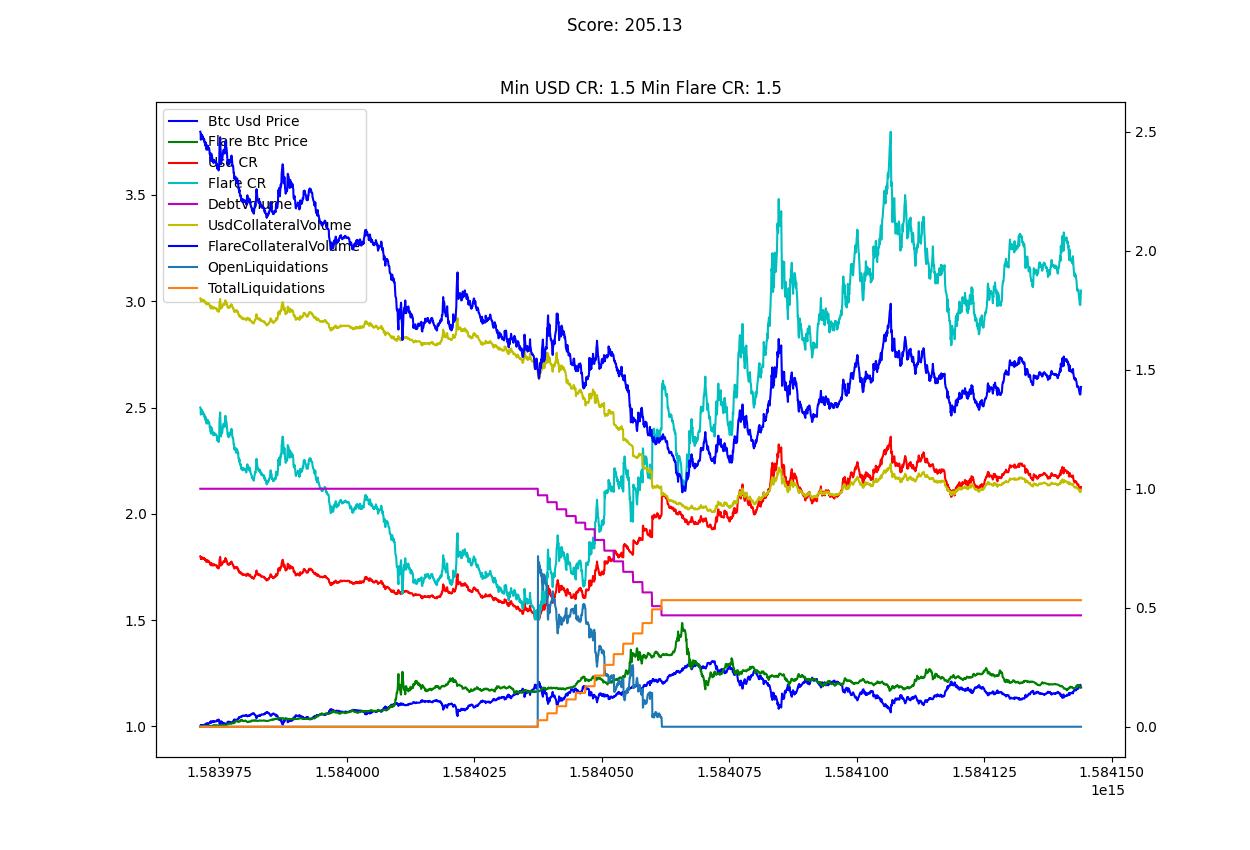 Score: 205.13
Min USD CR: 1.5 Min Flare CR: 1.5
Btc Usd Price
Flare Btc Price
Usd CR
Flare CR
DebtVolume
UsdCollateralVolume
FlareCollateralVolume
OpenLiquidations
TotalLiquidations
3.5
3.0
2.5
2.0
1.5
1.0
2.5
2.0
1.5
1.0
0.5
0.0
1.583975
1.584000
1.584025
1.584050
1.584075
1.584100
1.584125
1.584150
1e15